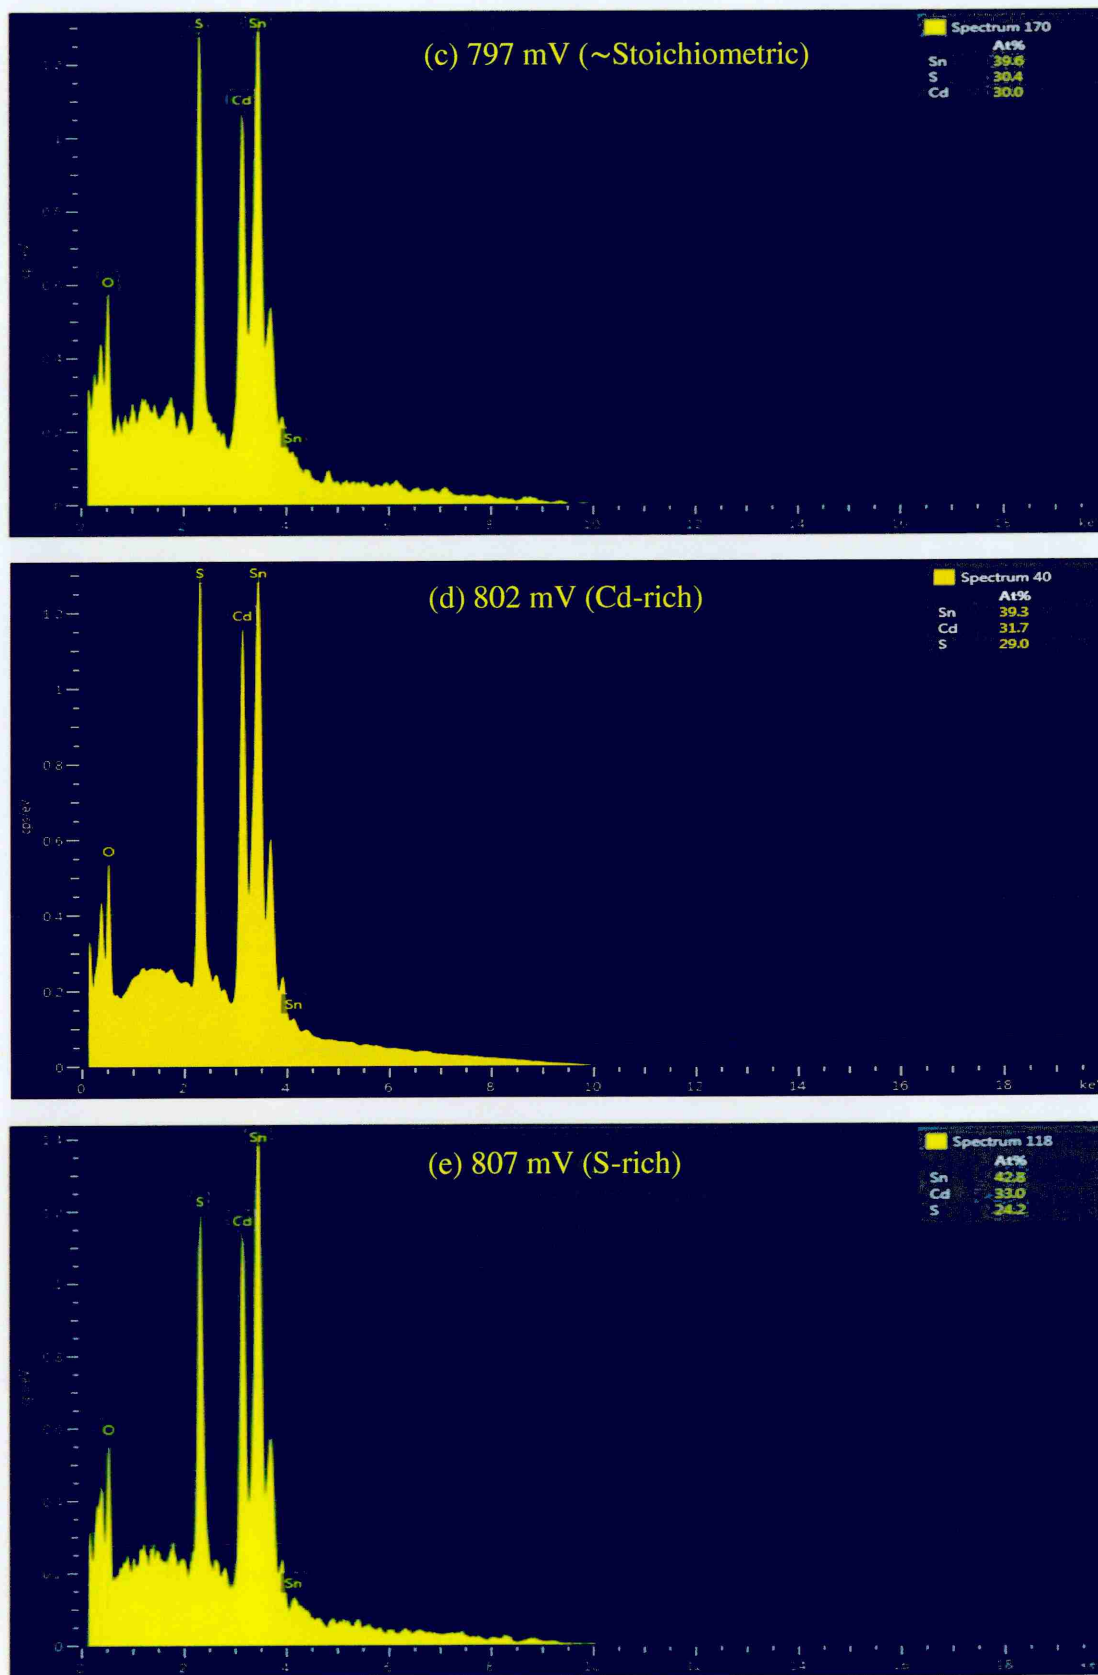 S
Sn
(c) 797 mV (~Stoichiometric)
Spectrum 170
At%
Sn 39.6
S 30.4
Cd 30.0
Cd
O
Sn
0 2 4 6 8 10 12 14 16 18
S
Sn
(d) 802 mV (Cd-rich)
Spectrum 40
At%
Sn 39.3
Cd 31.7
S 29.0
Cd
1
0.8
cps/eV
0.6
O
0.4
0.2
Sn
0
0 2 4 6 8 10 12 14 16 18
Sn
(e) 807 mV (S-rich)
Spectrum 118
At%
Sn 42.8
Cd 33.0
S 24.2
S
Cd
O
Sn